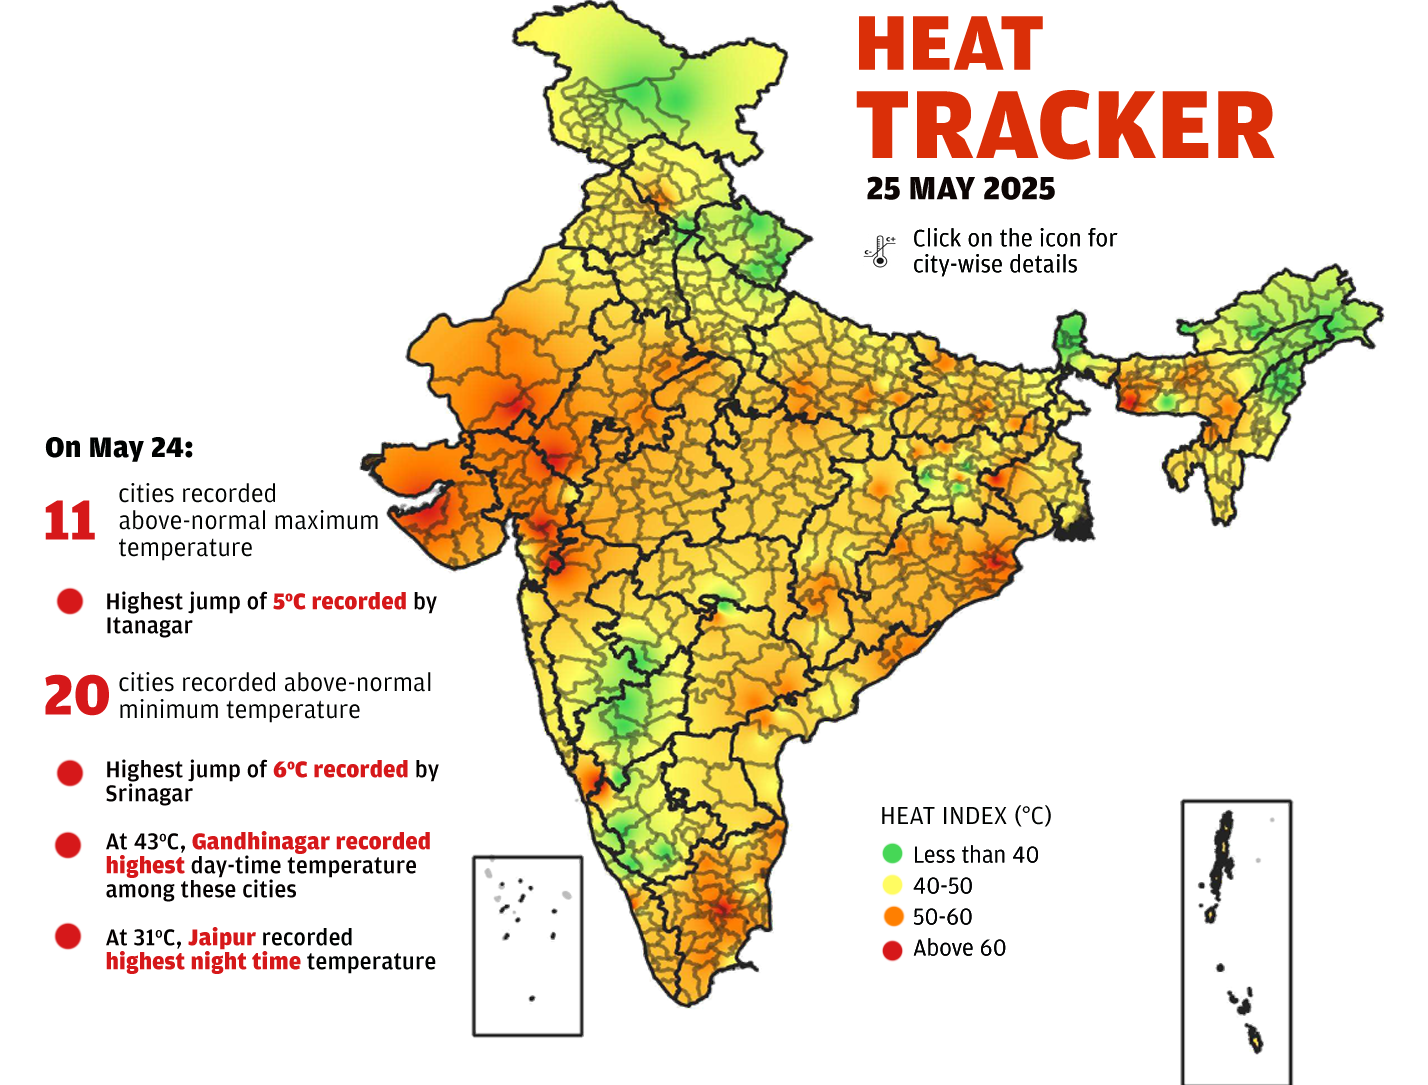 HEAT
TRACKER
25 MAY 2025
c+
c-
Click on the icon for
city-wise details
On May 24:
11
cities recorded
above-normal maximum
temperature
Highest jump of 5ºC recorded by
Itanagar
20
cities recorded above-normal
minimum temperature
Highest jump of 6ºC recorded by
Srinagar
At 43ºC, Gandhinagar recorded
highest day-time temperature
among these cities
At 31ºC, Jaipur recorded
highest night time temperature
HEAT INDEX (°C)
Less than 40
40-50
50-60
Above 60